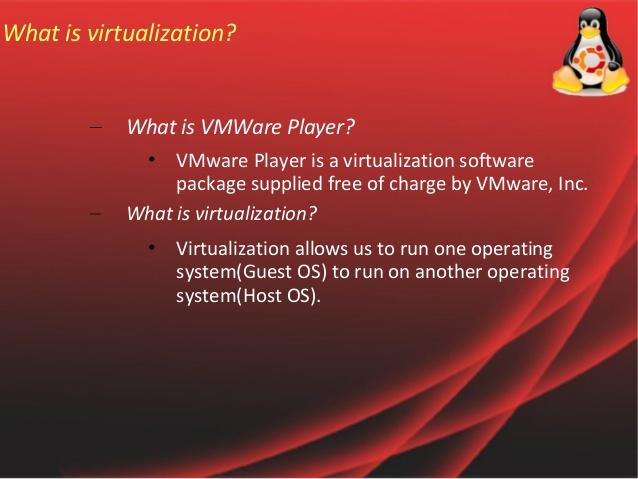 What is virtualization?
– What is VMWare Player?
• VMware Player is a virtualization software
package supplied free of charge by VMware, Inc.
– What is virtualization?
• Virtualization allows us to run one operating
system(Guest OS) to run on another operating
system(Host OS).